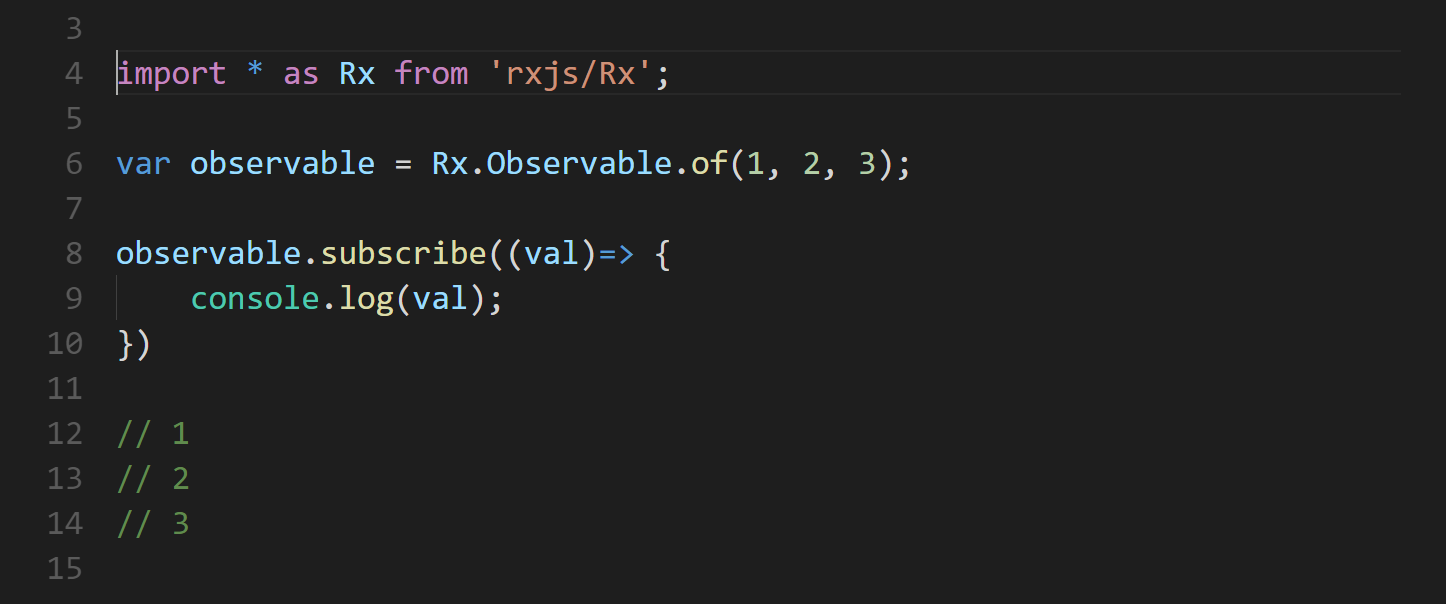 3
4 import * as Rx from 'rxjs/Rx';
5
6 var observable = Rx.Observable.of(1, 2, 3);
7
8 observable.subscribe((val)=> {
9     console.log(val);
10 })
11
12 // 1
13 // 2
14 // 3
15